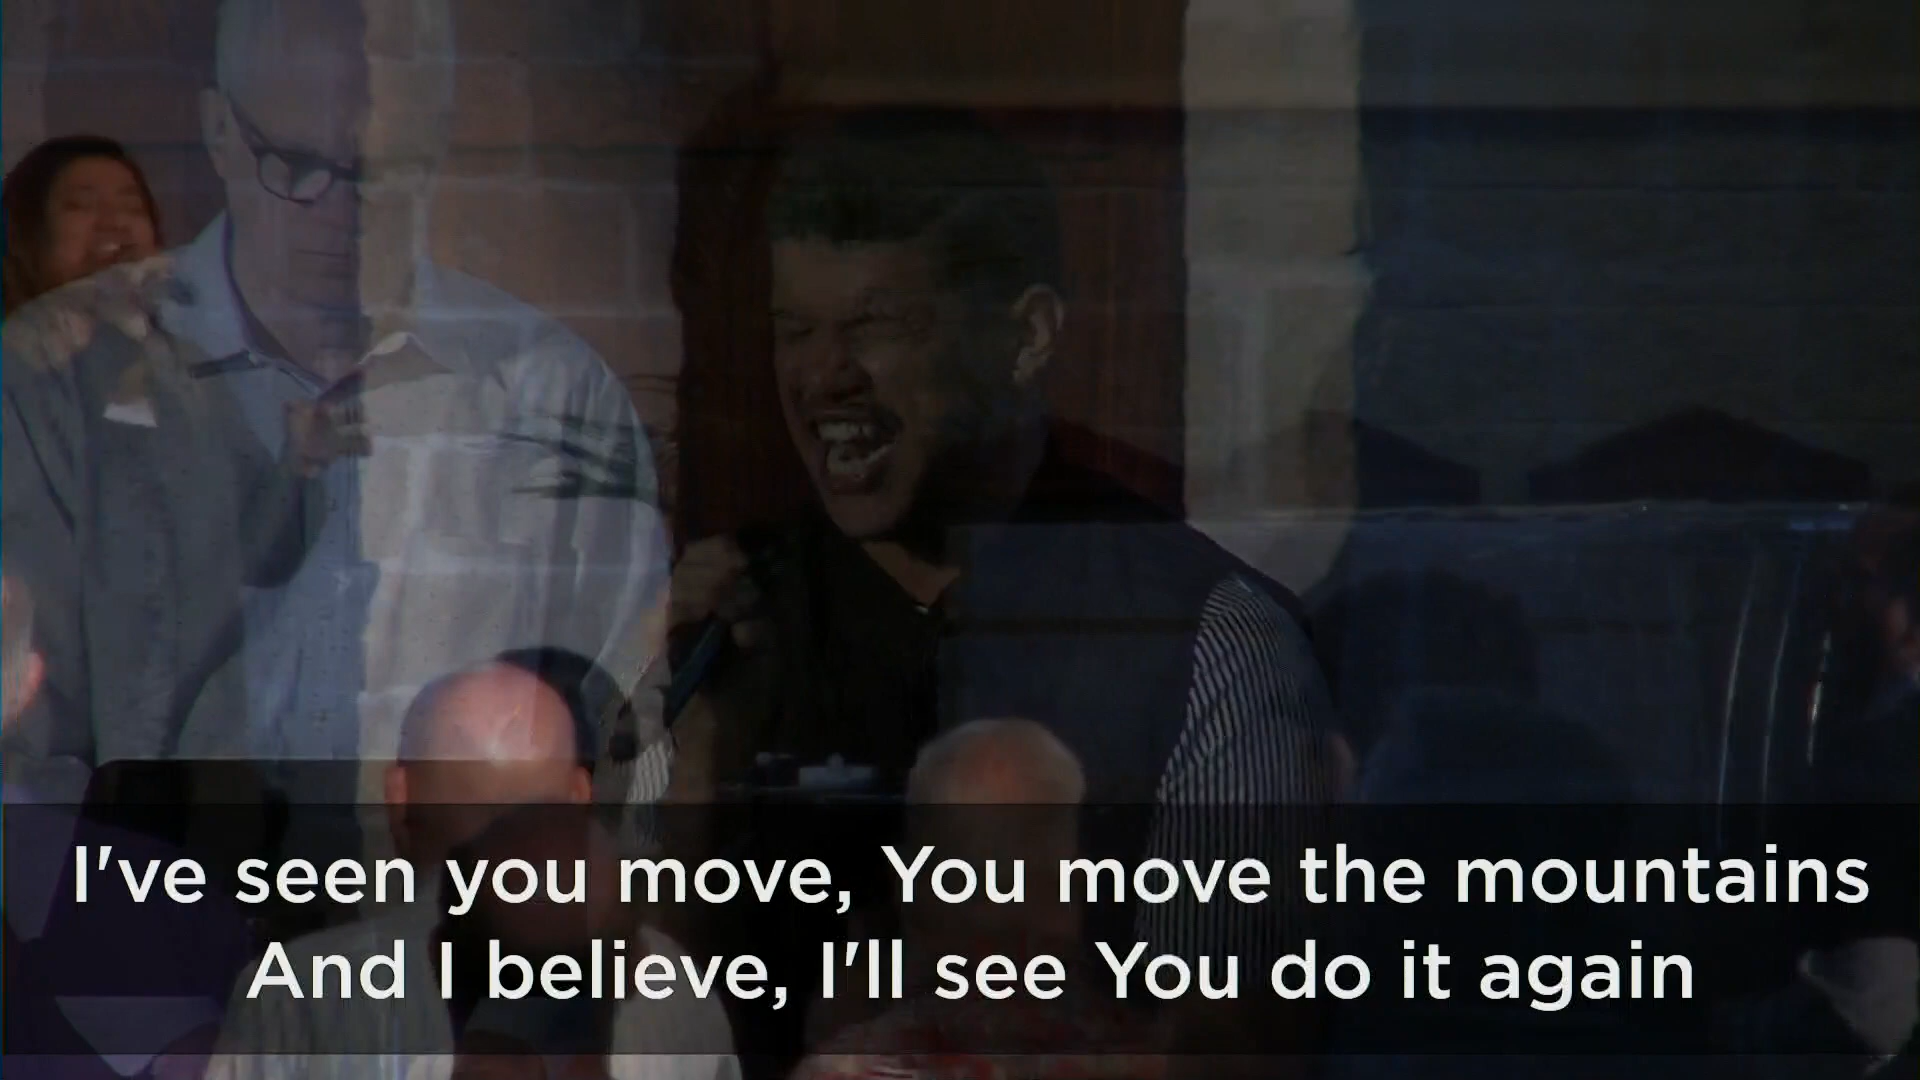 I've seen you move, You move the mountains
And I believe, I'll see You do it again